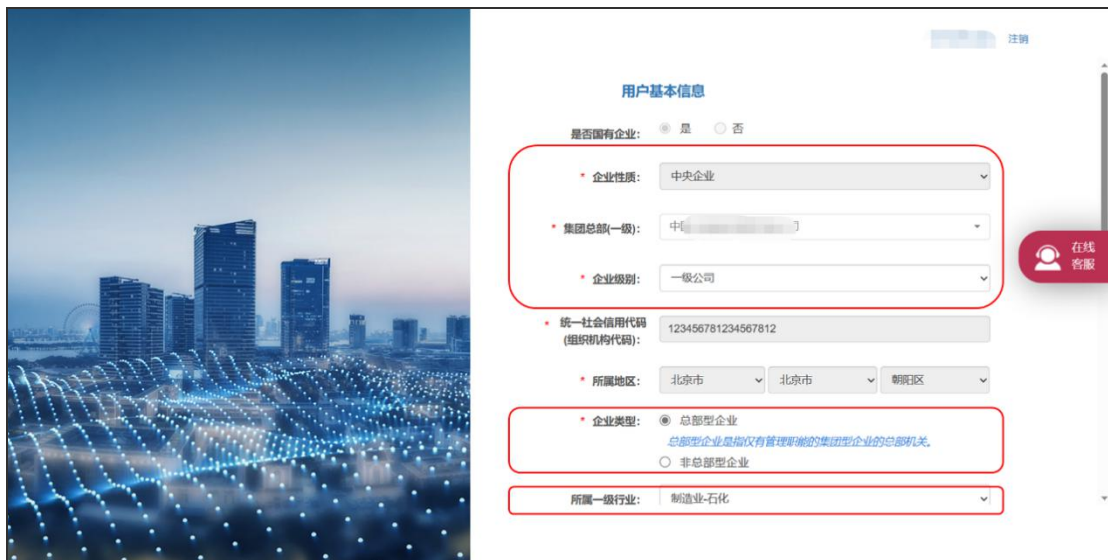 注销
用户基本信息
是否国有企业： 是 否
* 企业性质： 中央企业
* 集团总部(一级)： 中
* 企业级别： 一级公司
在线
客服
* 统一社会信用代码
(组织机构代码)： 123456781234567812
* 所属地区： 北京市 北京市 朝阳区
* 企业类型： 总部型企业
总部型企业是指仅有管理职能的集团型企业的总部机关。
非总部型企业
所属一级行业： 制造业-石化